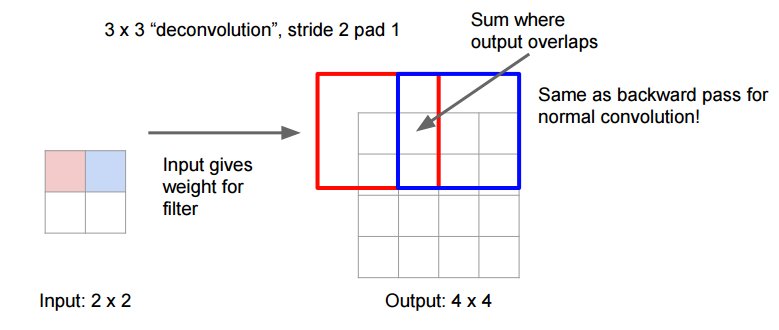 3 x 3 “deconvolution”, stride 2 pad 1
Sum where
output overlaps
Same as backward pass for
normal convolution!
Input gives
weight for
filter
Input: 2 x 2
Output: 4 x 4